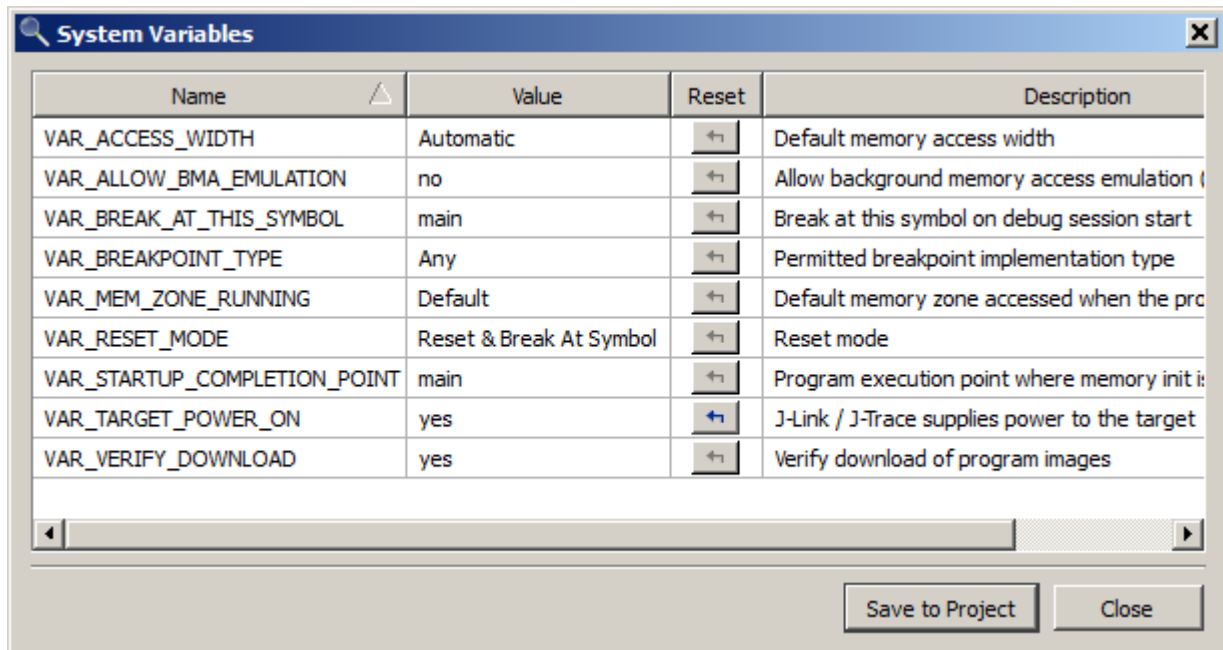 System Variables
Name Value Reset Description
VAR_ACCESS_WIDTH Automatic Default memory access width
VAR_ALLOW_BMA_EMULATION no Allow background memory access emulation (
VAR_BREAK_AT_THIS_SYMBOL main Break at this symbol on debug session start
VAR_BREAKPOINT_TYPE Any Permitted breakpoint implementation type
VAR_MEM_ZONE_RUNNING Default Default memory zone accessed when the pro
VAR_RESET_MODE Reset & Break At Symbol Reset mode
VAR_STARTUP_COMPLETION_POINT main Program execution point where memory init is
VAR_TARGET_POWER_ON yes J-Link / J-Trace supplies power to the target
VAR_VERIFY_DOWNLOAD yes Verify download of program images
Save to Project Close